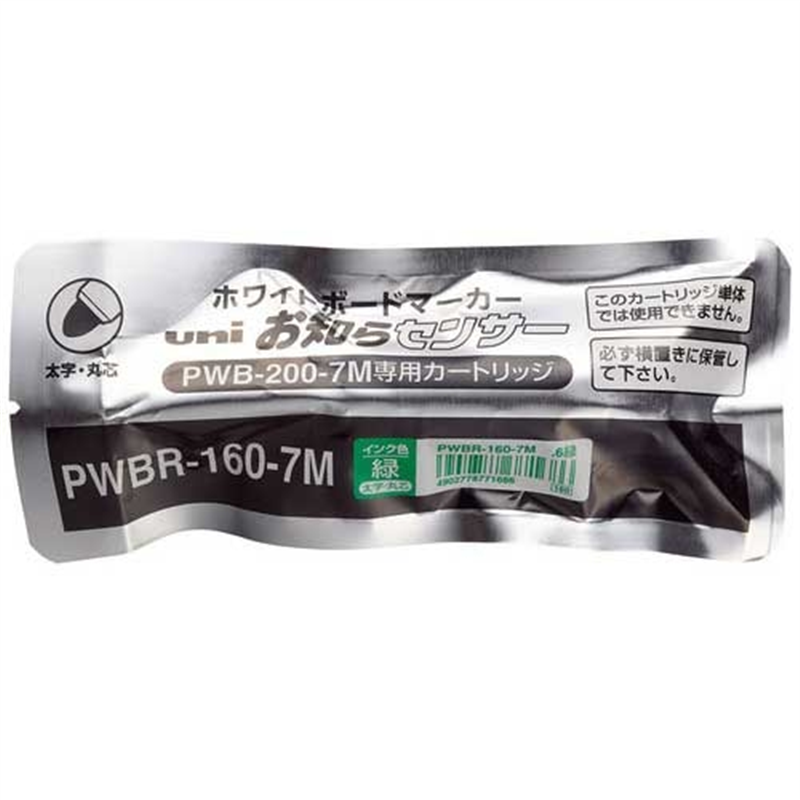 ホワイトボードマーカー
uni お知らセンサー
PWB-200-7M専用カートリッジ
太字・丸芯
このカートリッジ単体
では使用できません。
必ず横置きに保管し
て下さい。
PWBR-160-7M
インク色
緑
太字・丸芯
PWBR-160-7M .6緑
4902778771686
(160)